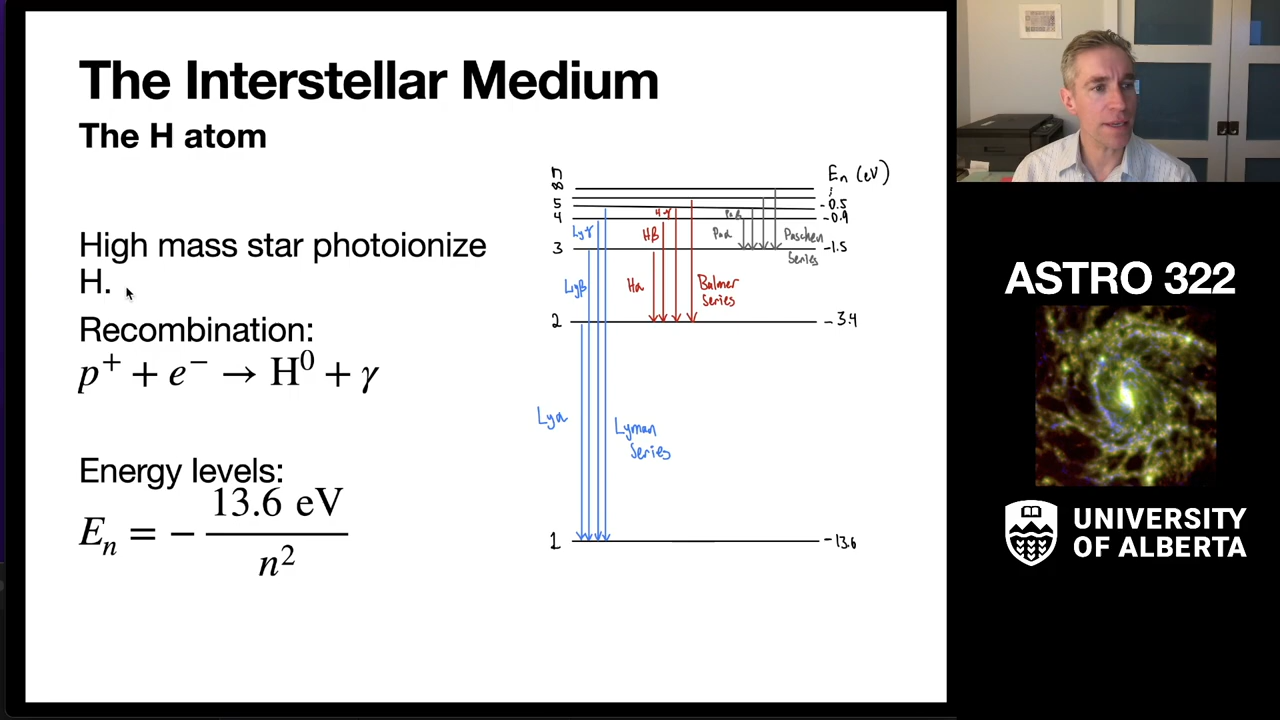 The Interstellar Medium
The H atom
High mass star photoionize
H.
Recombination:
p⁺ + e⁻ → H⁰ + γ
Energy levels:
Eₙ = − 13.6 eV / n²
n
∞
5
4
3
2
1
Eₙ (eV)
-0.5
-0.9
-1.5
-3.4
-13.6
Lyγ
Lyβ
Lyα
Lyman
Series
Hγ
Hβ
Hα
Balmer
Series
Paα
Paschen
Series
ASTRO 322
UNIVERSITY
OF ALBERTA